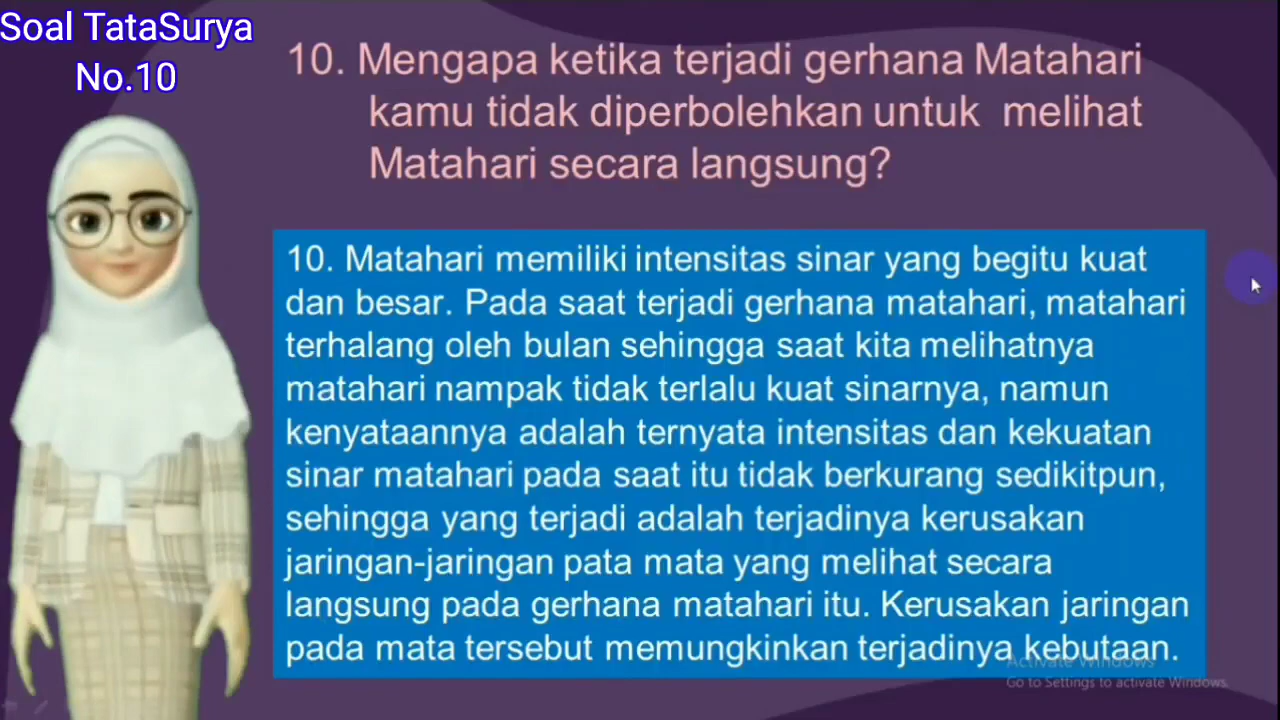 Soal TataSurya
No.10
10. Mengapa ketika terjadi gerhana Matahari
kamu tidak diperbolehkan untuk melihat
Matahari secara langsung?
10. Matahari memiliki intensitas sinar yang begitu kuat
dan besar. Pada saat terjadi gerhana matahari, matahari
terhalang oleh bulan sehingga saat kita melihatnya
matahari nampak tidak terlalu kuat sinarnya, namun
kenyataannya adalah ternyata intensitas dan kekuatan
sinar matahari pada saat itu tidak berkurang sedikitpun,
sehingga yang terjadi adalah terjadinya kerusakan
jaringan-jaringan pata mata yang melihat secara
langsung pada gerhana matahari itu. Kerusakan jaringan
pada mata tersebut memungkinkan terjadinya kebutaan.
Activate Windows
Go to Settings to activate Windows.